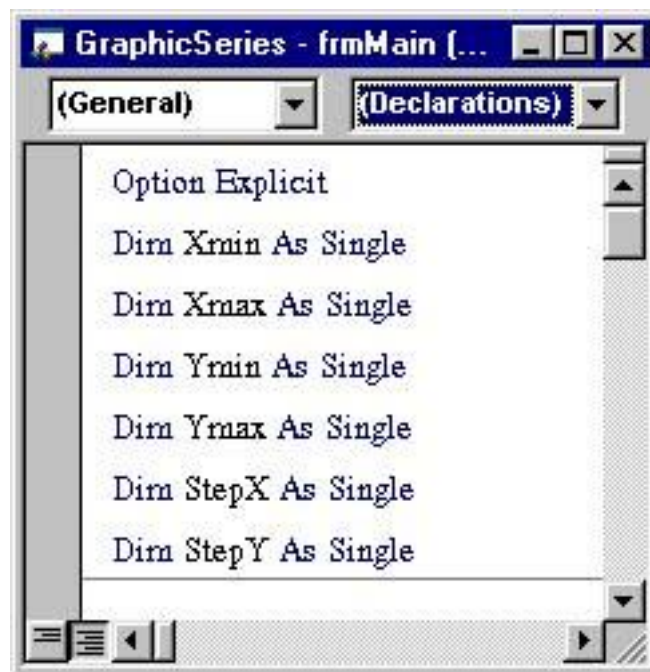 GraphicSeries - frmMain (...
(General) (Declarations)
Option Explicit
Dim Xmin As Single
Dim Xmax As Single
Dim Ymin As Single
Dim Ymax As Single
Dim StepX As Single
Dim StepY As Single